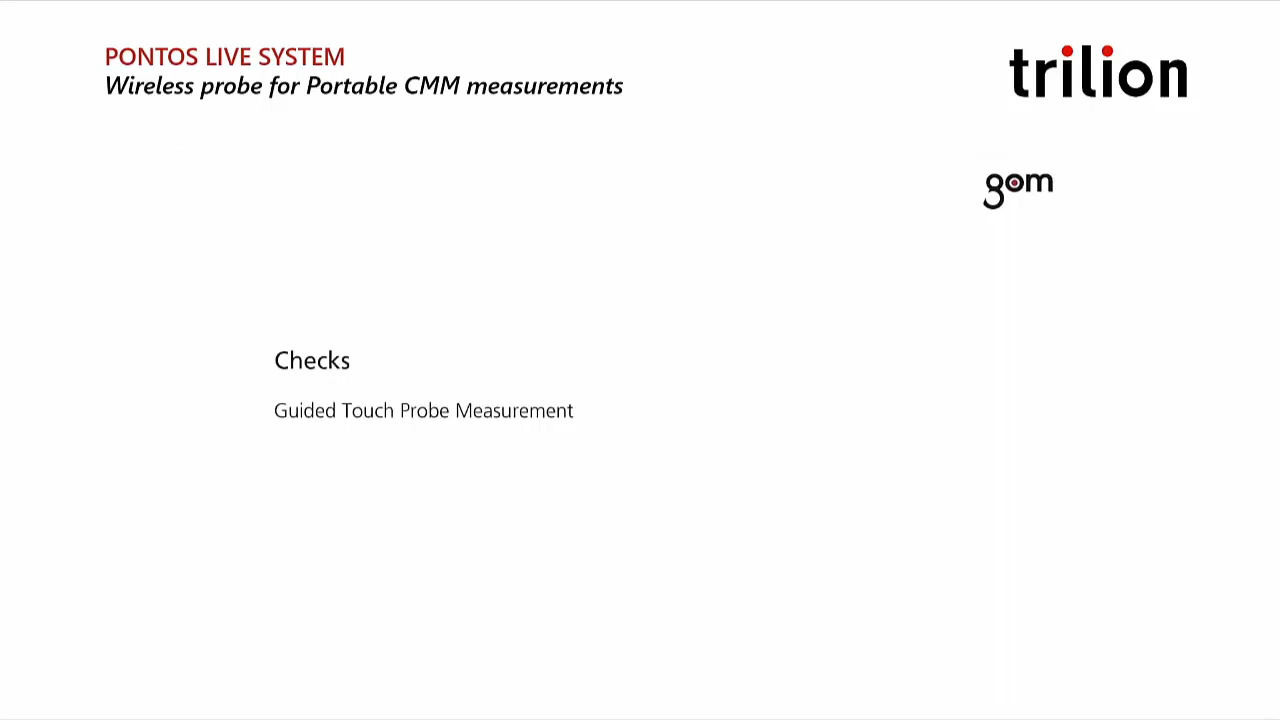 PONTOS LIVE SYSTEM
Wireless probe for Portable CMM measurements
trilion
gom
Checks
Guided Touch Probe Measurement